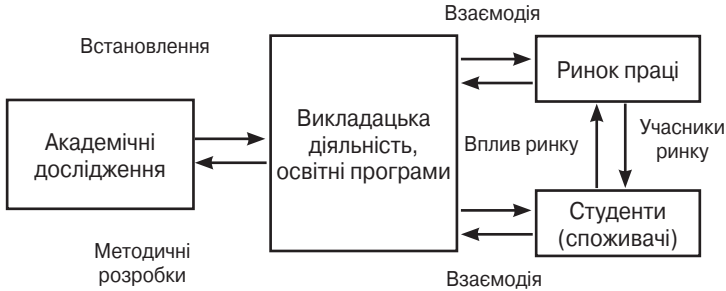 Взаємодія
Встановлення
Ринок праці
Викладацька
діяльність,
освітні програми
Академічні
дослідження
Вплив ринку
Учасники
ринку
Студенти
(споживачі)
Методичні
розробки
Взаємодія